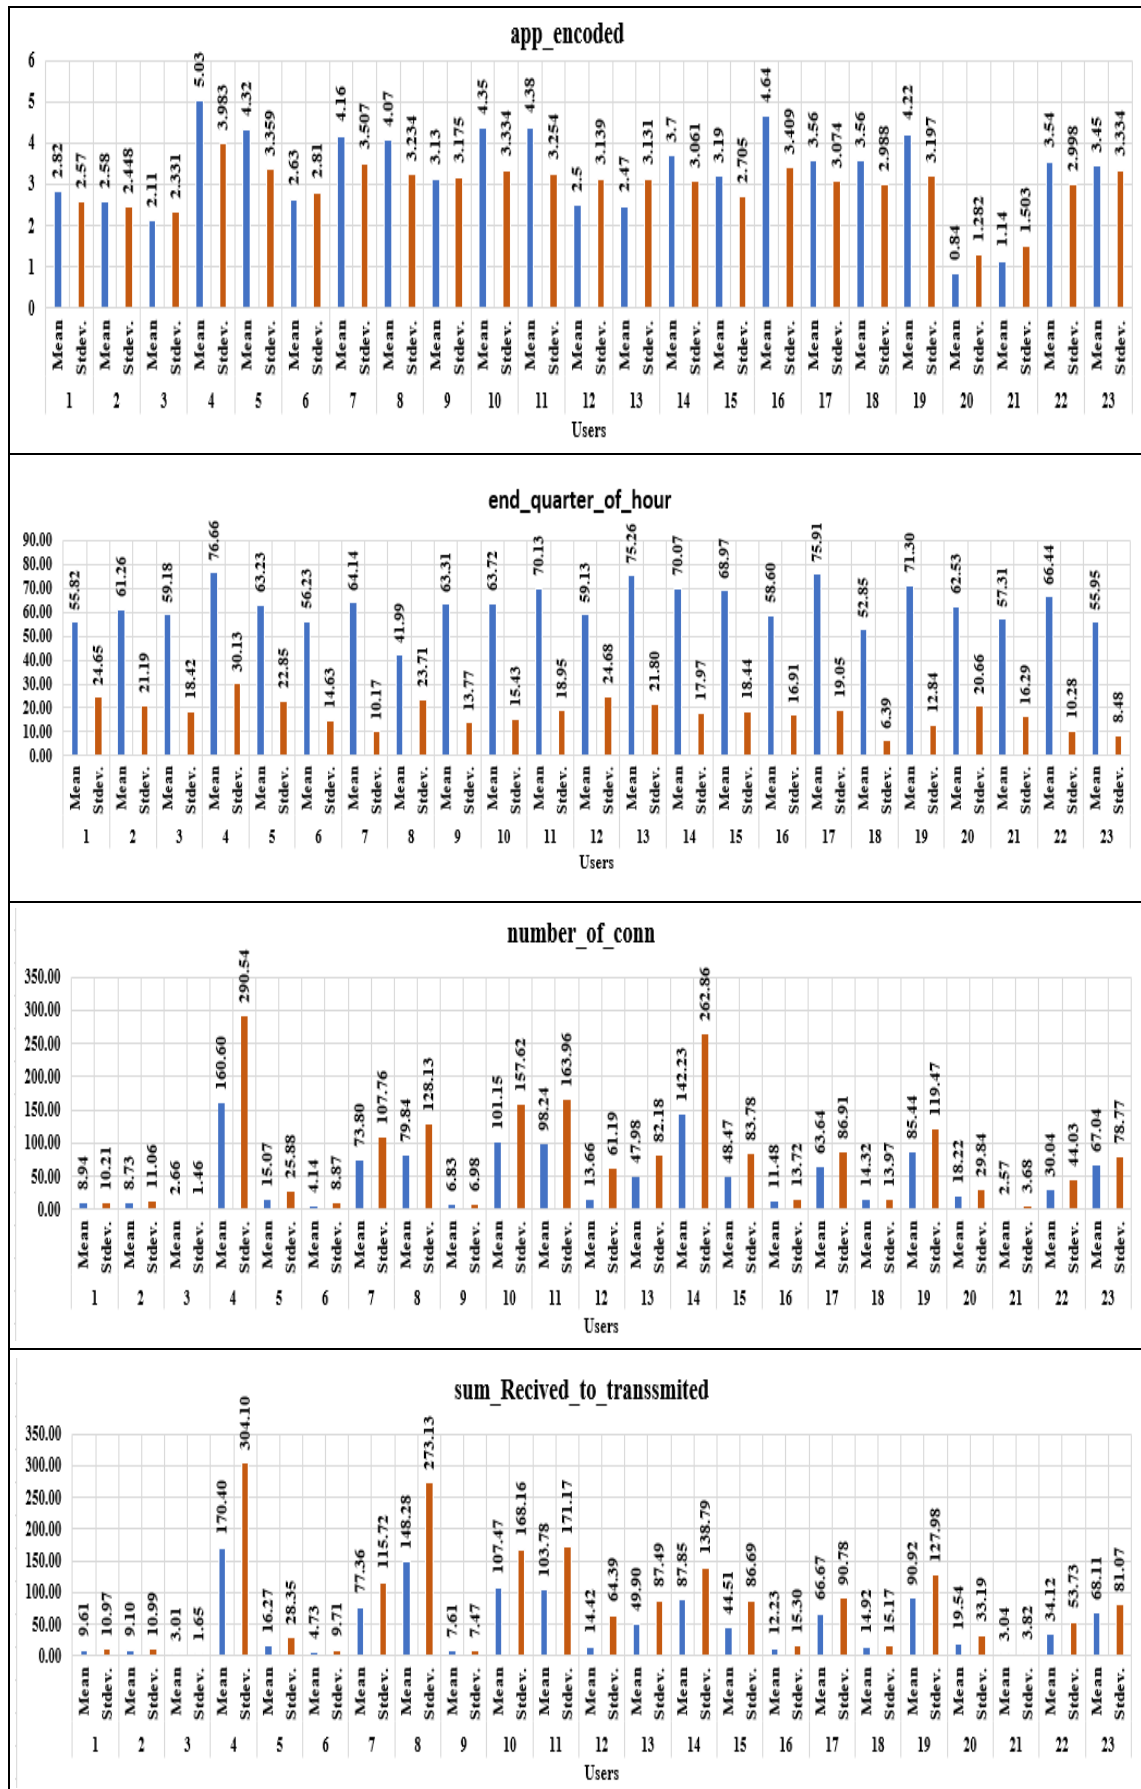 app_encoded
6
5
4
3
2
1
0
2.82 2.57 2.58 2.448 2.11 2.331 5.03 3.983 4.32 3.359 2.63 2.81 4.16 3.507 4.07 3.234 3.13 3.175 4.35 3.334 4.38 3.254 2.5 3.139 2.47 3.131 3.7 3.061 3.19 2.705 4.64 3.409 3.56 3.074 3.56 2.988 4.22 3.197 0.84 1.282 1.14 1.503 3.54 2.998 3.45 3.334
Mean Stdev. Mean Stdev. Mean Stdev. Mean Stdev. Mean Stdev. Mean Stdev. Mean Stdev. Mean Stdev. Mean Stdev. Mean Stdev. Mean Stdev. Mean Stdev. Mean Stdev. Mean Stdev. Mean Stdev. Mean Stdev. Mean Stdev. Mean Stdev. Mean Stdev. Mean Stdev. Mean Stdev. Mean Stdev. Mean Stdev.
1 2 3 4 5 6 7 8 9 10 11 12 13 14 15 16 17 18 19 20 21 22 23
Users
end_quarter_of_hour
90.00
80.00
70.00
60.00
50.00
40.00
30.00
20.00
10.00
0.00
55.82 24.65 61.26 21.19 59.18 18.42 76.66 30.13 63.23 22.85 56.23 14.63 64.14 10.17 41.99 23.71 63.31 13.77 63.72 15.43 70.13 18.95 59.13 24.68 75.26 21.80 70.07 17.97 68.97 18.44 58.60 16.91 75.91 19.05 52.85 6.39 71.30 12.84 62.53 20.66 57.31 16.29 66.44 10.28 55.95 8.48
Mean Stdev. Mean Stdev. Mean Stdev. Mean Stdev. Mean Stdev. Mean Stdev. Mean Stdev. Mean Stdev. Mean Stdev. Mean Stdev. Mean Stdev. Mean Stdev. Mean Stdev. Mean Stdev. Mean Stdev. Mean Stdev. Mean Stdev. Mean Stdev. Mean Stdev. Mean Stdev. Mean Stdev. Mean Stdev. Mean Stdev.
1 2 3 4 5 6 7 8 9 10 11 12 13 14 15 16 17 18 19 20 21 22 23
Users
number_of_conn
350.00
300.00
250.00
200.00
150.00
100.00
50.00
0.00
8.94 10.21 8.73 11.06 2.66 1.46 160.60 290.54 15.07 25.88 4.14 8.87 73.80 107.76 79.84 128.13 6.83 6.98 101.15 157.62 98.24 163.96 13.66 61.19 47.98 82.18 142.23 262.86 48.47 83.78 11.48 13.72 63.64 86.91 14.32 13.97 85.44 119.47 18.22 29.84 2.57 3.68 30.04 44.03 67.04 78.77
Mean Stdev. Mean Stdev. Mean Stdev. Mean Stdev. Mean Stdev. Mean Stdev. Mean Stdev. Mean Stdev. Mean Stdev. Mean Stdev. Mean Stdev. Mean Stdev. Mean Stdev. Mean Stdev. Mean Stdev. Mean Stdev. Mean Stdev. Mean Stdev. Mean Stdev. Mean Stdev. Mean Stdev. Mean Stdev. Mean Stdev.
1 2 3 4 5 6 7 8 9 10 11 12 13 14 15 16 17 18 19 20 21 22 23
Users
sum_Recived_to_transsmited
350.00
300.00
250.00
200.00
150.00
100.00
50.00
0.00
9.61 10.97 9.10 10.99 3.01 1.65 170.40 304.10 16.27 28.35 4.73 9.71 77.36 115.72 148.28 273.13 7.61 7.47 107.47 168.16 103.78 171.17 14.42 64.39 49.90 87.49 87.85 138.79 44.51 86.69 12.23 15.30 66.67 90.78 14.92 15.17 90.92 127.98 19.54 33.19 3.04 3.82 34.12 53.73 68.11 81.07
Mean Stdev. Mean Stdev. Mean Stdev. Mean Stdev. Mean Stdev. Mean Stdev. Mean Stdev. Mean Stdev. Mean Stdev. Mean Stdev. Mean Stdev. Mean Stdev. Mean Stdev. Mean Stdev. Mean Stdev. Mean Stdev. Mean Stdev. Mean Stdev. Mean Stdev. Mean Stdev. Mean Stdev. Mean Stdev. Mean Stdev.
1 2 3 4 5 6 7 8 9 10 11 12 13 14 15 16 17 18 19 20 21 22 23
Users